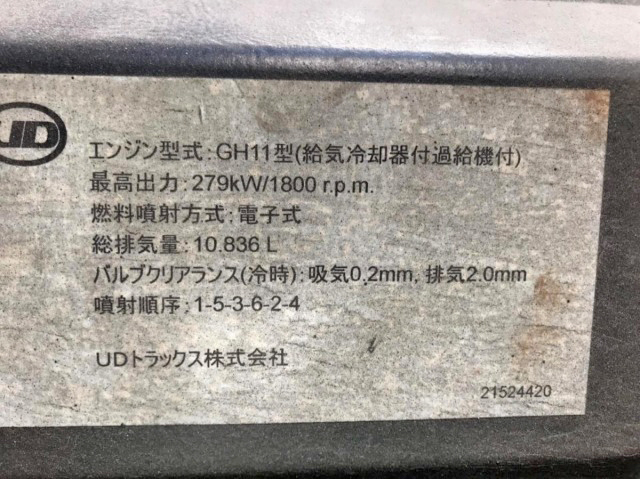 UD
エンジン型式:GH11型(給気冷却器付過給機付)
最高出力:279kW/1800 r.p.m.
燃料噴射方式:電子式
総排気量:10.836 L
バルブクリアランス(冷時):吸気0.2mm, 排気2.0mm
噴射順序:1-5-3-6-2-4
UDトラックス株式会社
21524420